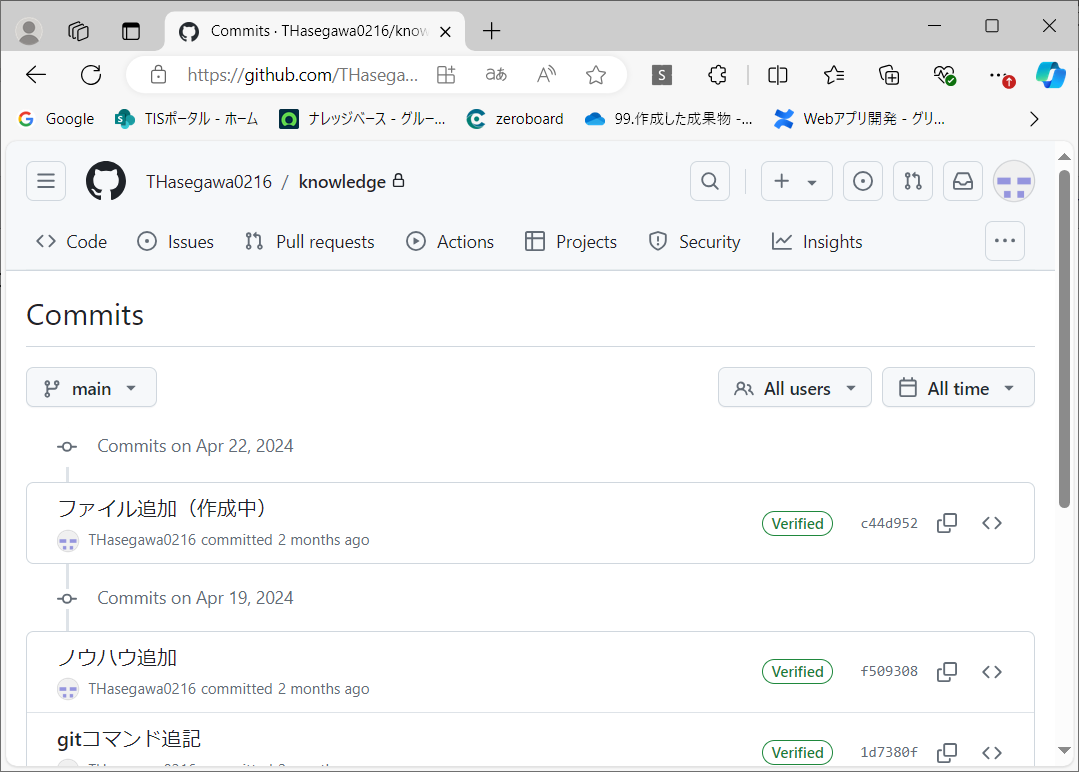 Commits · THasegawa0216/know
https://github.com/THasega...
aあ
A
S
Google
TISポータル - ホーム
ナレッジベース - グルー...
zeroboard
99.作成した成果物 -...
Webアプリ開発 - グリ...
THasegawa0216 / knowledge
Code
Issues
Pull requests
Actions
Projects
Security
Insights
Commits
main
All users
All time
Commits on Apr 22, 2024
ファイル追加（作成中）
Verified
c44d952
THasegawa0216 committed 2 months ago
Commits on Apr 19, 2024
ノウハウ追加
Verified
f509308
THasegawa0216 committed 2 months ago
gitコマンド追記
Verified
1d7380f